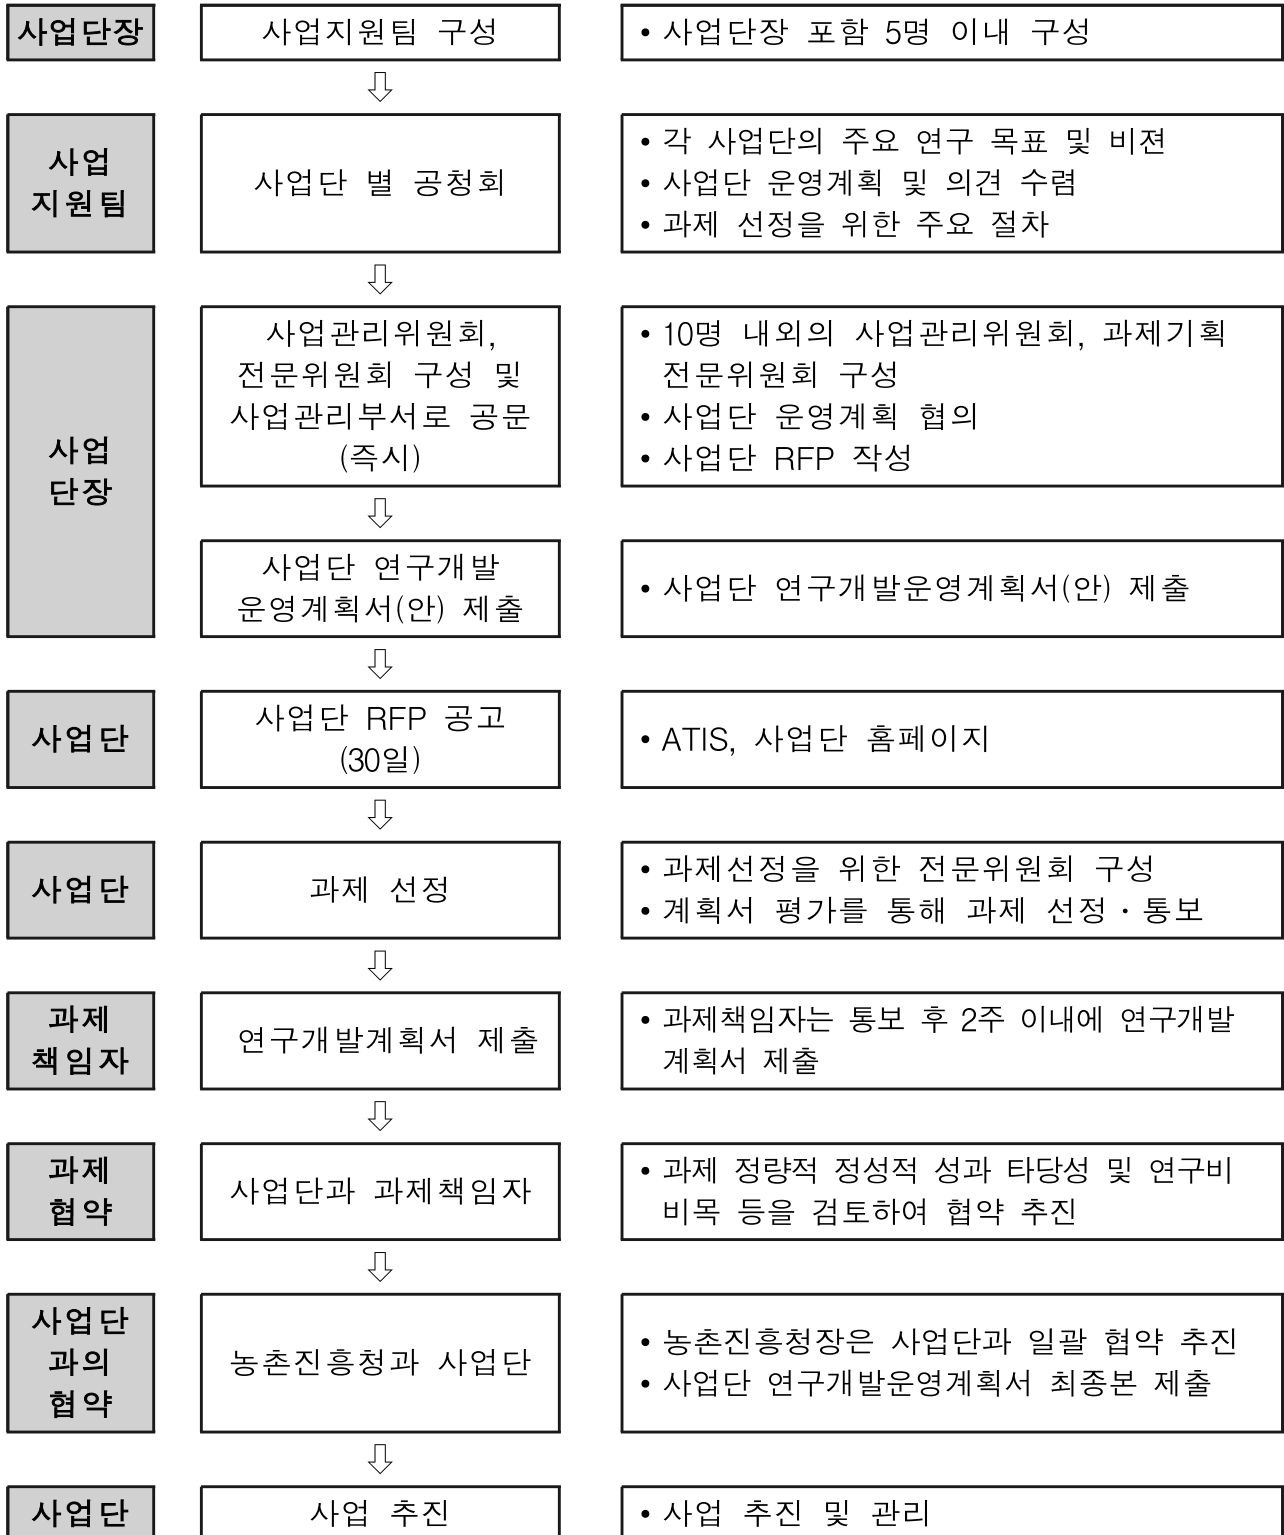 사업단장
사업지원팀 구성
• 사업단장 포함 5명 이내 구성
사업
지원팀
사업단 별 공청회
• 각 사업단의 주요 연구 목표 및 비젼
• 사업단 운영계획 및 의견 수렴
• 과제 선정을 위한 주요 절차
사업
단장
사업관리위원회,
전문위원회 구성 및
사업관리부서로 공문
(즉시)
• 10명 내외의 사업관리위원회, 과제기획
전문위원회 구성
• 사업단 운영계획 협의
• 사업단 RFP 작성
사업단 연구개발
운영계획서(안) 제출
• 사업단 연구개발운영계획서(안) 제출
사업단
사업단 RFP 공고
(30일)
• ATIS, 사업단 홈페이지
사업단
과제 선정
• 과제선정을 위한 전문위원회 구성
• 계획서 평가를 통해 과제 선정・통보
과제
책임자
연구개발계획서 제출
• 과제책임자는 통보 후 2주 이내에 연구개발
계획서 제출
과제
협약
사업단과 과제책임자
• 과제 정량적 정성적 성과 타당성 및 연구비
비목 등을 검토하여 협약 추진
사업단
과의
협약
농촌진흥청과 사업단
• 농촌진흥청장은 사업단과 일괄 협약 추진
• 사업단 연구개발운영계획서 최종본 제출
사업단
사업 추진
• 사업 추진 및 관리